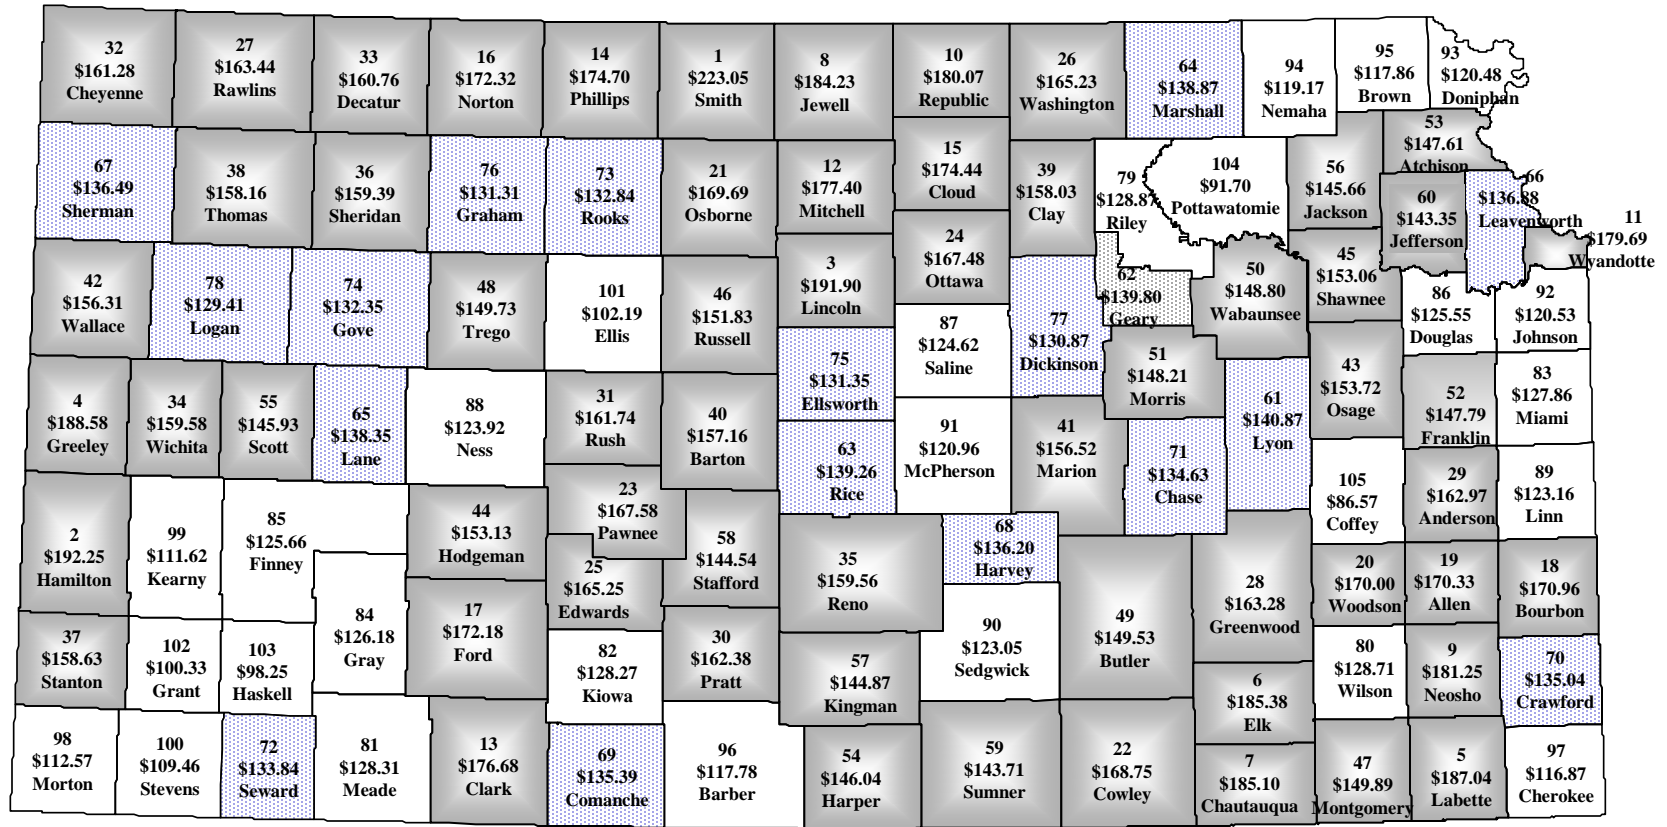 32
$161.28
Cheyenne
27
$163.44
Rawlins
33
$160.76
Decatur
16
$172.32
Norton
14
$174.70
Phillips
1
$223.05
Smith
8
$184.23
Jewell
10
$180.07
Republic
26
$165.23
Washington
64
$138.87
Marshall
94
$119.17
Nemaha
95
$117.86
Brown
93
$120.48
Doniphan
67
$136.49
Sherman
38
$158.16
Thomas
36
$159.39
Sheridan
76
$131.31
Graham
73
$132.84
Rooks
21
$169.69
Osborne
12
$177.40
Mitchell
15
$174.44
Cloud
39
$158.03
Clay
79
$128.87
Riley
104
$91.70
Pottawatomie
56
$145.66
Jackson
53
$147.61
Atchison
60
$143.35
Jefferson
66
$136.88
Leavenworth
11
$179.69
Wyandotte
42
$156.31
Wallace
78
$129.41
Logan
74
$132.35
Gove
48
$149.73
Trego
101
$102.19
Ellis
46
$151.83
Russell
3
$191.90
Lincoln
24
$167.48
Ottawa
87
$124.62
Saline
77
$130.87
Dickinson
62
$139.80
Geary
50
$148.80
Wabaunsee
45
$153.06
Shawnee
86
$125.55
Douglas
92
$120.53
Johnson
4
$188.58
Greeley
34
$159.58
Wichita
55
$145.93
Scott
65
$138.35
Lane
88
$123.92
Ness
31
$161.74
Rush
40
$157.16
Barton
75
$131.35
Ellsworth
63
$139.26
Rice
91
$120.96
McPherson
41
$156.52
Marion
51
$148.21
Morris
71
$134.63
Chase
61
$140.87
Lyon
43
$153.72
Osage
52
$147.79
Franklin
83
$127.86
Miami
2
$192.25
Hamilton
99
$111.62
Kearny
85
$125.66
Finney
44
$153.13
Hodgeman
23
$167.58
Pawnee
25
$165.25
Edwards
58
$144.54
Stafford
35
$159.56
Reno
68
$136.20
Harvey
49
$149.53
Butler
28
$163.28
Greenwood
105
$86.57
Coffey
29
$162.97
Anderson
89
$123.16
Linn
20
$170.00
Woodson
19
$170.33
Allen
18
$170.96
Bourbon
37
$158.63
Stanton
102
$100.33
Grant
103
$98.25
Haskell
84
$126.18
Gray
17
$172.18
Ford
82
$128.27
Kiowa
30
$162.38
Pratt
57
$144.87
Kingman
90
$123.05
Sedgwick
6
$185.38
Elk
80
$128.71
Wilson
9
$181.25
Neosho
70
$135.04
Crawford
98
$112.57
Morton
100
$109.46
Stevens
72
$133.84
Seward
81
$128.31
Meade
13
$176.68
Clark
69
$135.39
Comanche
96
$117.78
Barber
54
$146.04
Harper
59
$143.71
Sumner
22
$168.75
Cowley
7
$185.10
Chautauqua
47
$149.89
Montgomery
5
$187.04
Labette
97
$116.87
Cherokee